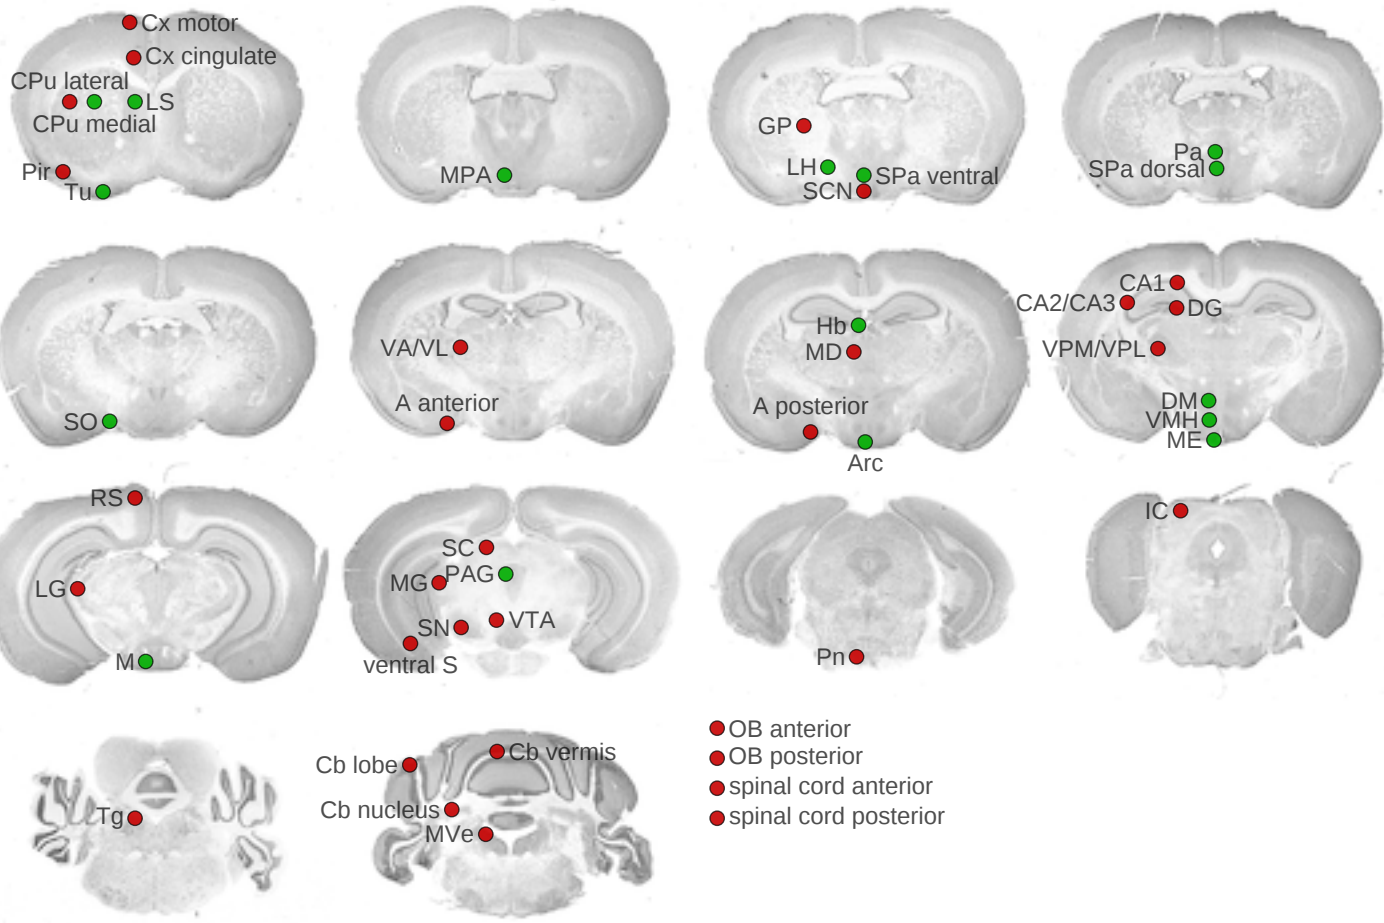 Cx motor
Cx cingulate
CPu lateral
LS
CPu medial
Pir
Tu
MPA
GP
LH
SPa ventral
SCN
Pa
SPa dorsal
SO
VA/VL
A anterior
Hb
MD
A posterior
Arc
CA1
CA2/CA3
DG
VPM/VPL
DM
VMH
ME
RS
LG
M
SC
MG
PAG
SN
VTA
ventral S
Pn
IC
Tg
Cb lobe
Cb vermis
Cb nucleus
MVe
OB anterior
OB posterior
spinal cord anterior
spinal cord posterior